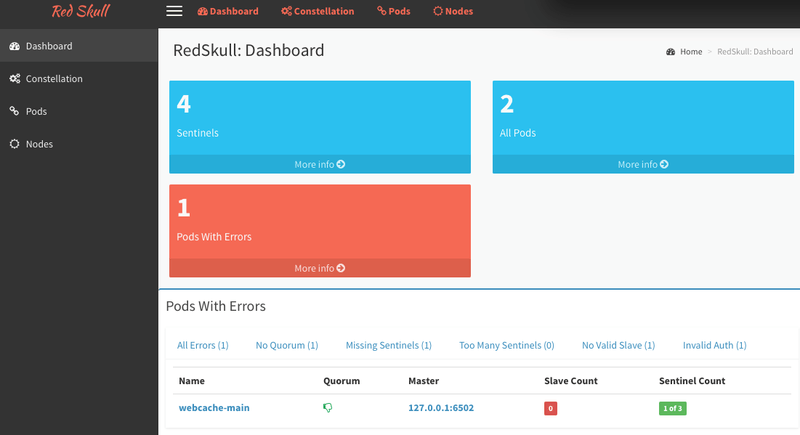 Red Skull
Dashboard Constellation Pods Nodes
Dashboard
Constellation
Pods
Nodes
RedSkull: Dashboard
Home > RedSkull: Dashboard
4
Sentinels
More info
2
All Pods
More info
1
Pods With Errors
More info
Pods With Errors
All Errors (1) No Quorum (1) Missing Sentinels (1) Too Many Sentinels (0) No Valid Slave (1) Invalid Auth (1)
Name Quorum Master Slave Count Sentinel Count
webcache-main 127.0.0.1:6502 0 1 of 3